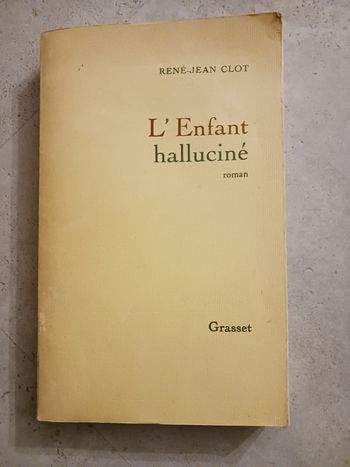 RENÉ-JEAN CLOT
L'Enfant
halluciné
roman
Grasset